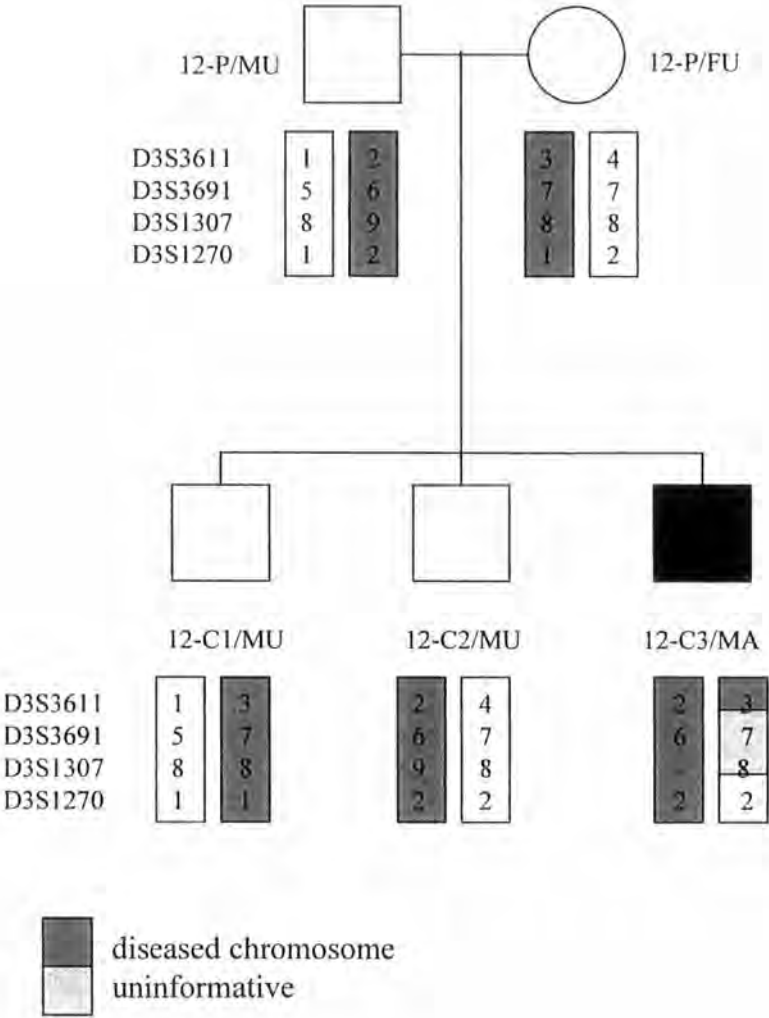 12-P/MU 12-P/FU
D3S3611 1 2 3 4
D3S3691 5 6 7 7
D3S1307 8 9 8 8
D3S1270 1 2 1 2
12-C1/MU 12-C2/MU 12-C3/MA
D3S3611 1 3 2 4 2 3
D3S3691 5 7 6 7 6 7
D3S1307 8 8 9 8 - 8
D3S1270 1 1 2 2 2 2
diseased chromosome
uninformative